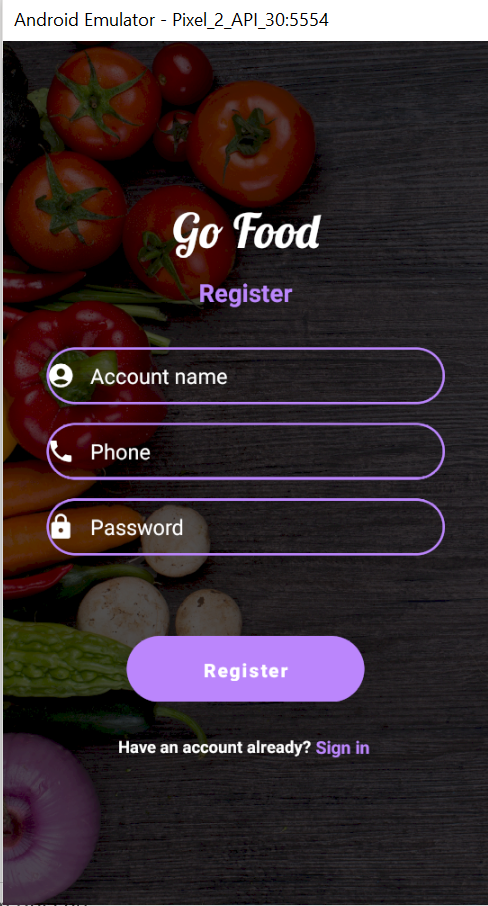 Android Emulator - Pixel_2_API_30:5554
Go Food
Register
Account name
Phone
Password
Register
Have an account already? Sign in